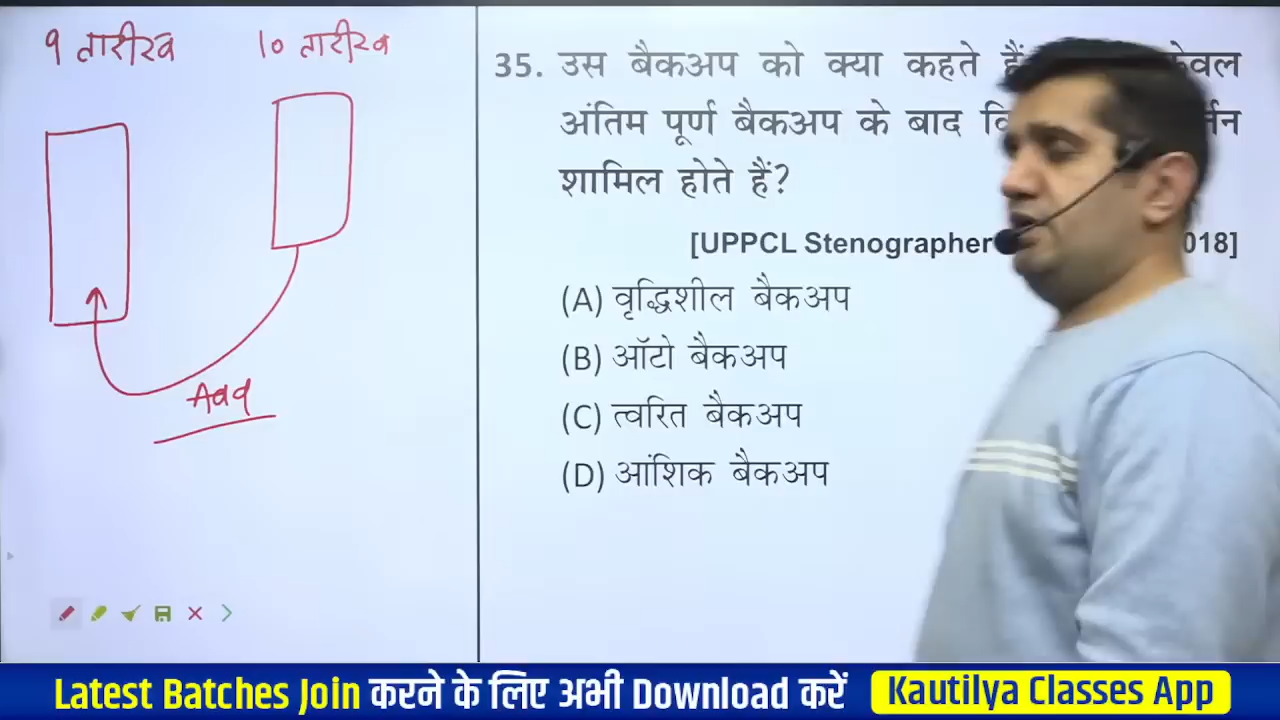 9 तारीख 10 तारीख
Add
35. उस बैकअप को क्या कहते हैं केवल
अंतिम पूर्ण बैकअप के बाद
शामिल होते हैं?
[UPPCL Stenographer 018]
(A) वृद्धिशील बैकअप
(B) ऑटो बैकअप
(C) त्वरित बैकअप
(D) आंशिक बैकअप
Latest Batches Join करने के लिए अभी Download करें Kautilya Classes App